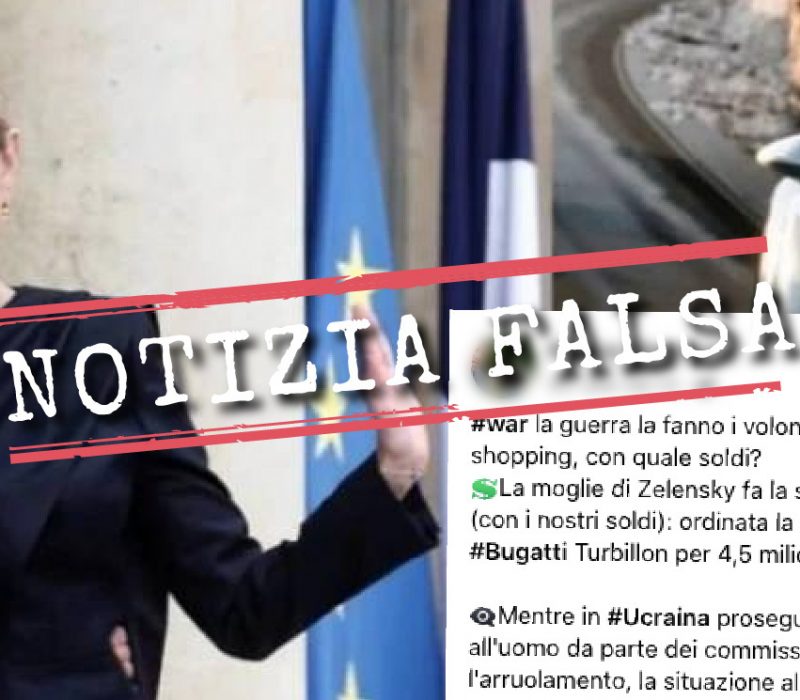 NOTIZIA FALSA
#war la guerra la fanno i volon
shopping, con quale soldi?
La moglie di Zelensky fa la s
(con i nostri soldi): ordinata la
#Bugatti Turbillon per 4,5 milio
Mentre in #Ucraina prosegu
all'uomo da parte dei commiss
l'arruolamento, la situazione al